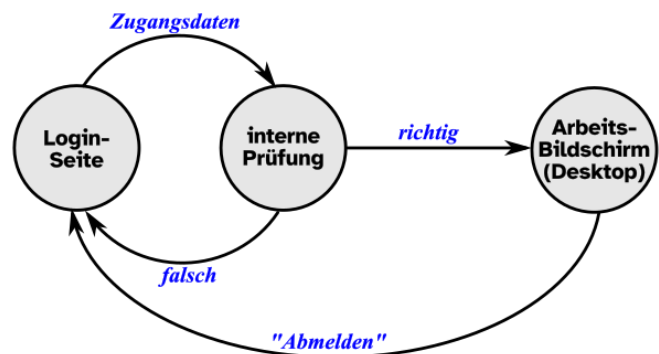 Zugangsdaten
Login-
Seite
interne
Prüfung
richtig
Arbeits-
Bildschirm
(Desktop)
falsch
"Abmelden"